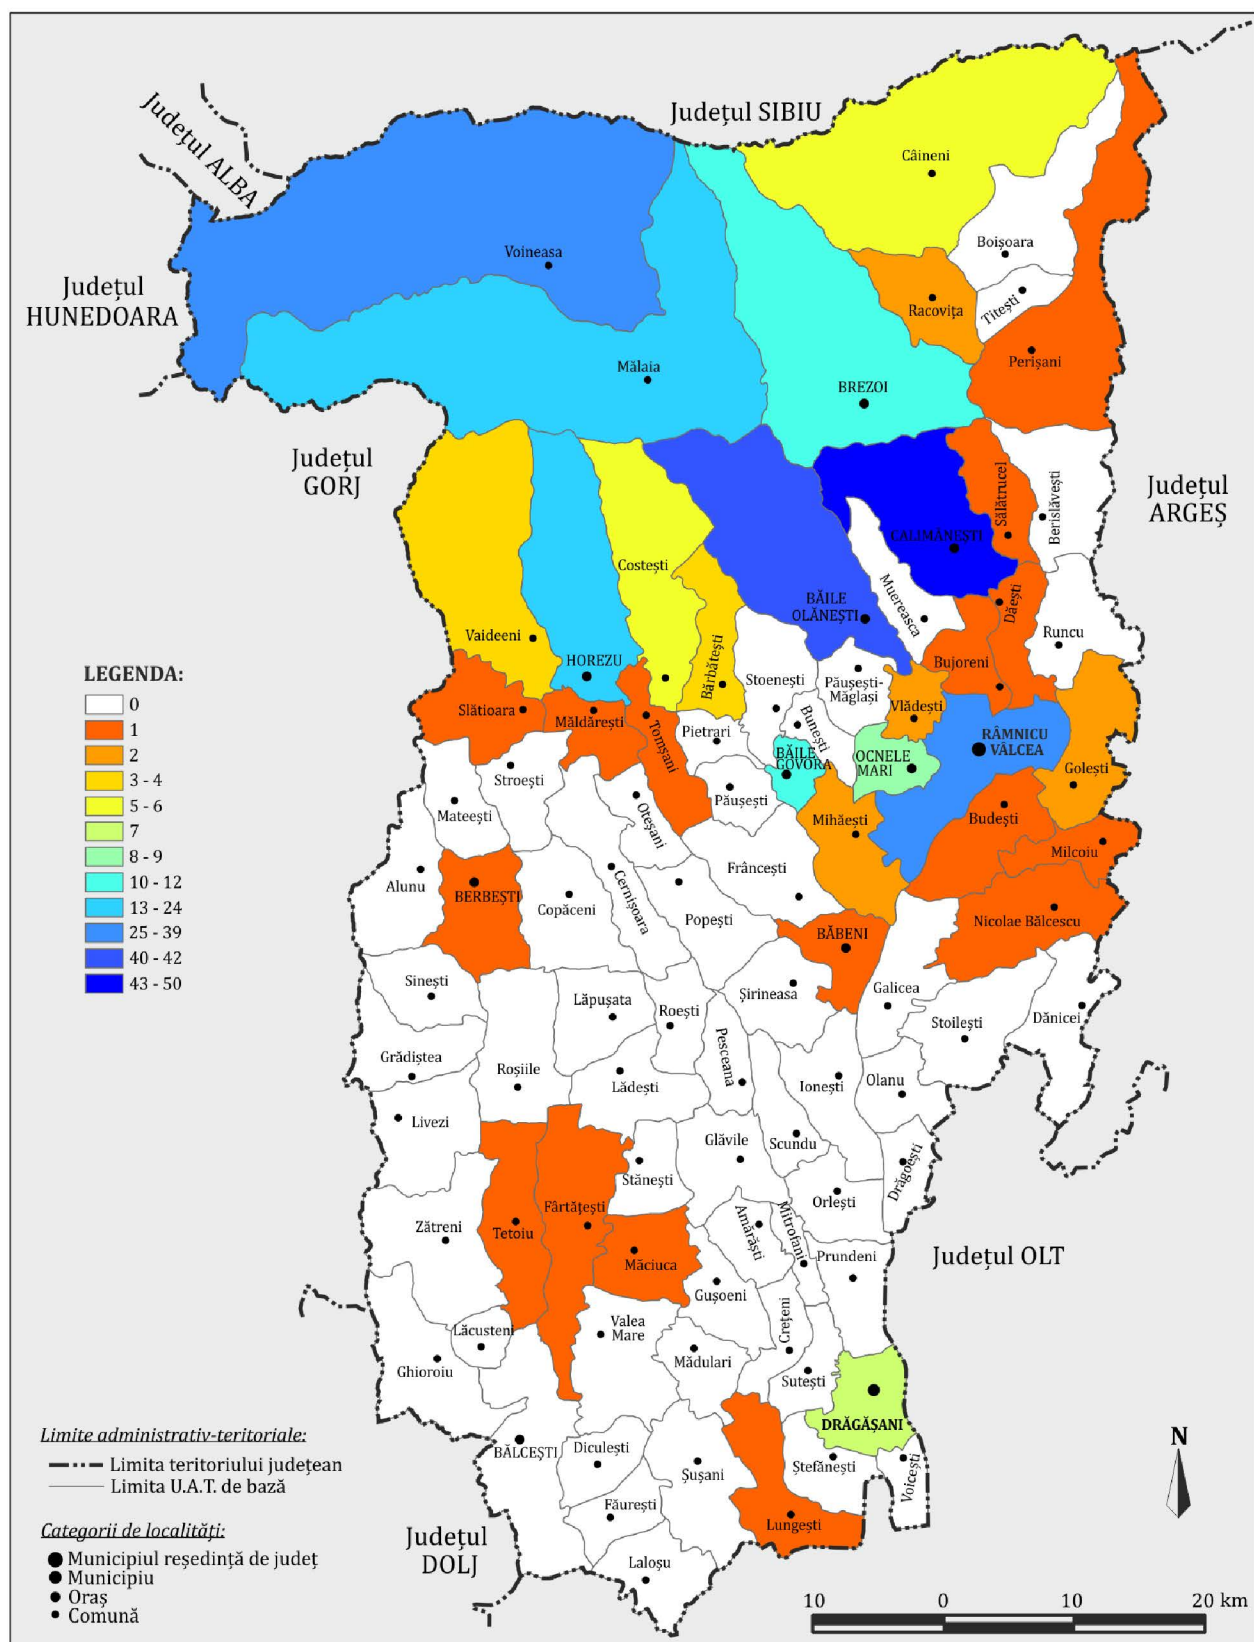 Județul SIBIU
Județul ALBA
Județul
HUNEDOARA
Județul
GORJ
Județul
ARGEȘ
Județul OLT
Județul
DOLJ
Câineni
Boișoara
Titești
Racovița
Perișani
Voineasa
Mălaia
BREZOI
Sălătrucel
Berislăvești
CALIMĂNEȘTI
Costești
BĂILE
OLĂNEȘTI
Muereasca
Dăești
Runcu
Vaideeni
HOREZU
Bărbătești
Stoenești
Păușești-
Măglași
Bujoreni
Vlădești
Slătioara
Măldărești
Tomșani
Pietrari
Bunești
BĂILE
GOVORA
OCNELE
MARI
RÂMNICU
VÂLCEA
Golești
Stroești
Mateești
Oteșani
Păușești
Mihăești
Budești
Milcoiu
Alunu
BERBEȘTI
Copăceni
Cernișoara
Frâncești
Popești
BĂBENI
Nicolae Bălcescu
Sinești
Lăpușata
Roești
Șirineasa
Galicea
Stoilești
Dănicei
Grădiștea
Roșiile
Lădești
Pesceana
Ionești
Olanu
Livezi
Glăvile
Scundu
Drăgoești
Stănești
Orlești
Zătreni
Tetoiu
Fârtățești
Măciuca
Amărăști
Mitrofani
Prundeni
Gușoeni
Lăcusteni
Valea
Mare
Crețeni
Ghioroiu
Mădulari
Sutești
DRĂGĂȘANI
BĂLCEȘTI
Diculești
Șușani
Ștefănești
Voicești
Făurești
Lungești
Laloșu
LEGENDA:
0
1
2
3 - 4
5 - 6
7
8 - 9
10 - 12
13 - 24
25 - 39
40 - 42
43 - 50
Limite administrativ-teritoriale:
Limita teritoriului județean
Limita U.A.T. de bază
Categorii de localități:
Municipiul reședință de județ
Municipiu
Oraș
Comună
N
10 0 10 20 km